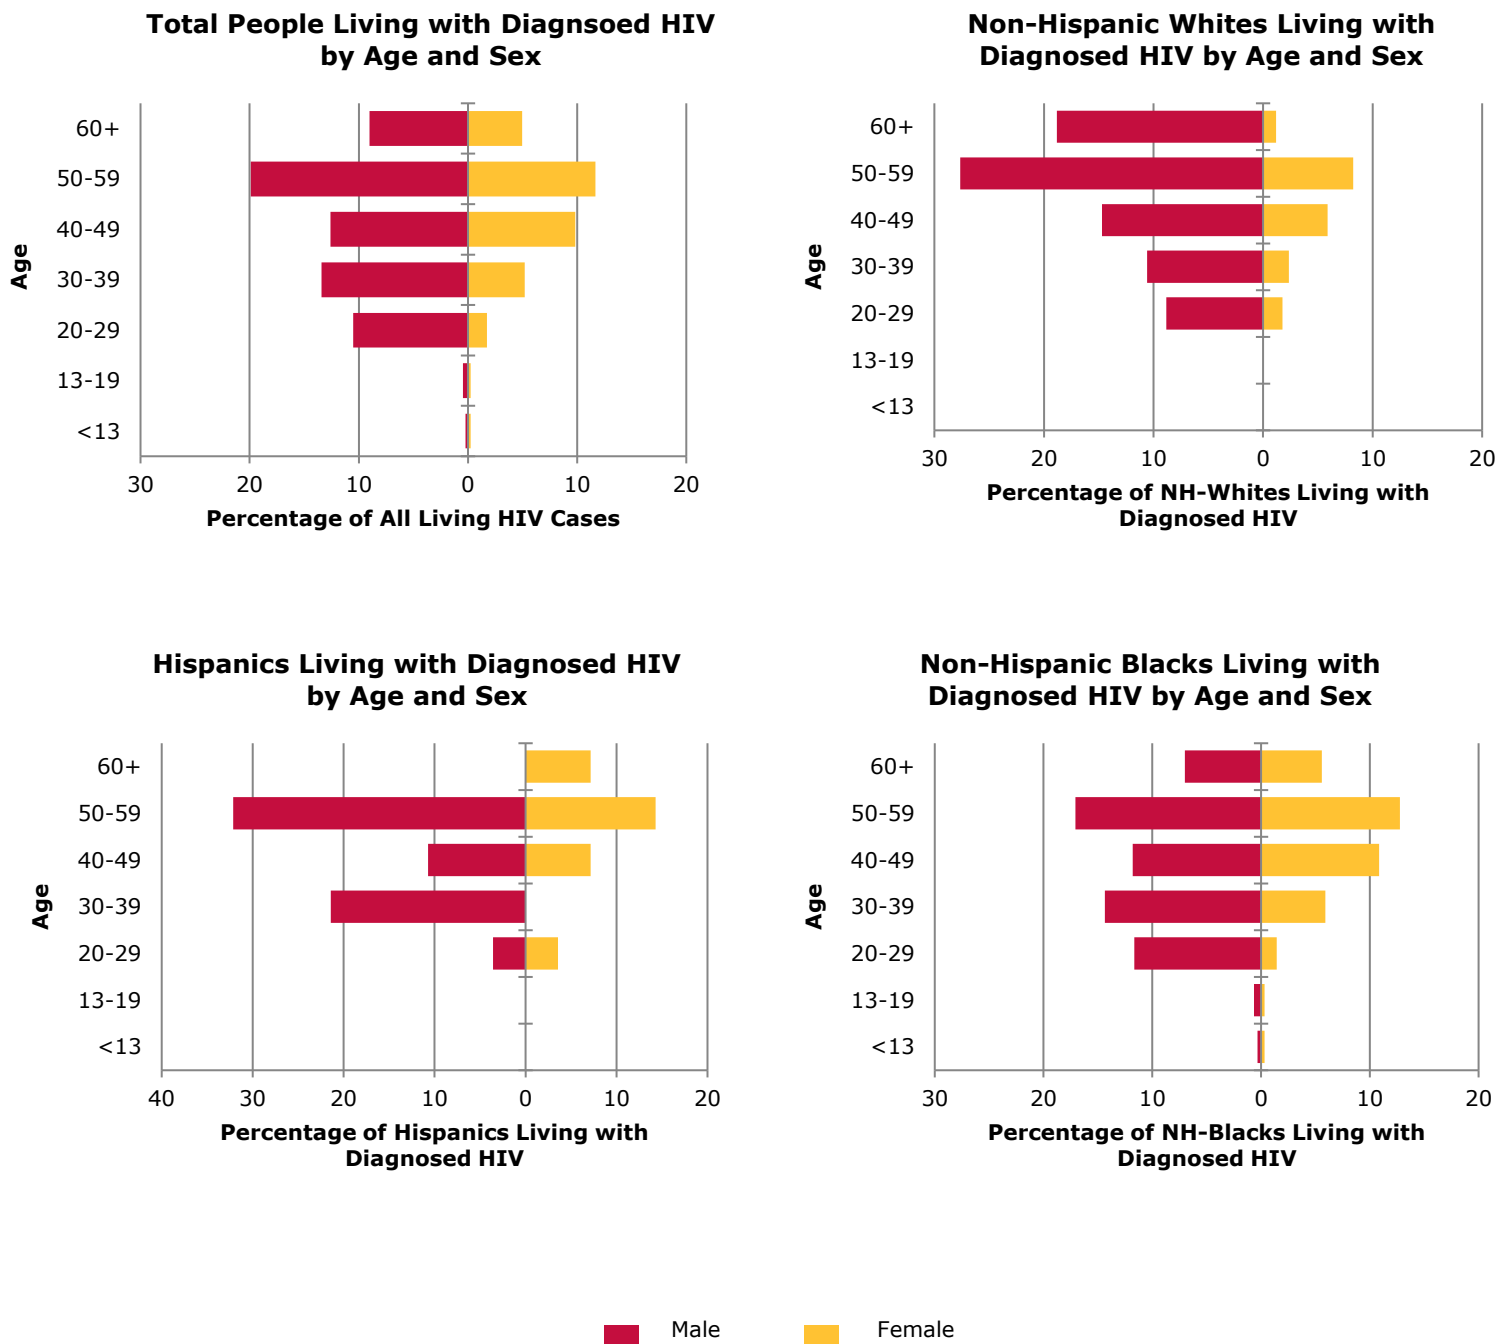 Total People Living with Diagnsoed HIV
by Age and Sex
60+
50-59
40-49
30-39
20-29
13-19
<13
Age
30 20 10 0 10 20
Percentage of All Living HIV Cases
Non-Hispanic Whites Living with
Diagnosed HIV by Age and Sex
60+
50-59
40-49
30-39
20-29
13-19
<13
Age
30 20 10 0 10 20
Percentage of NH-Whites Living with
Diagnosed HIV
Hispanics Living with Diagnosed HIV
by Age and Sex
60+
50-59
40-49
30-39
20-29
13-19
<13
Age
40 30 20 10 0 10 20
Percentage of Hispanics Living with
Diagnosed HIV
Non-Hispanic Blacks Living with
Diagnosed HIV by Age and Sex
60+
50-59
40-49
30-39
20-29
13-19
<13
Age
30 20 10 0 10 20
Percentage of NH-Blacks Living with
Diagnosed HIV
Male Female